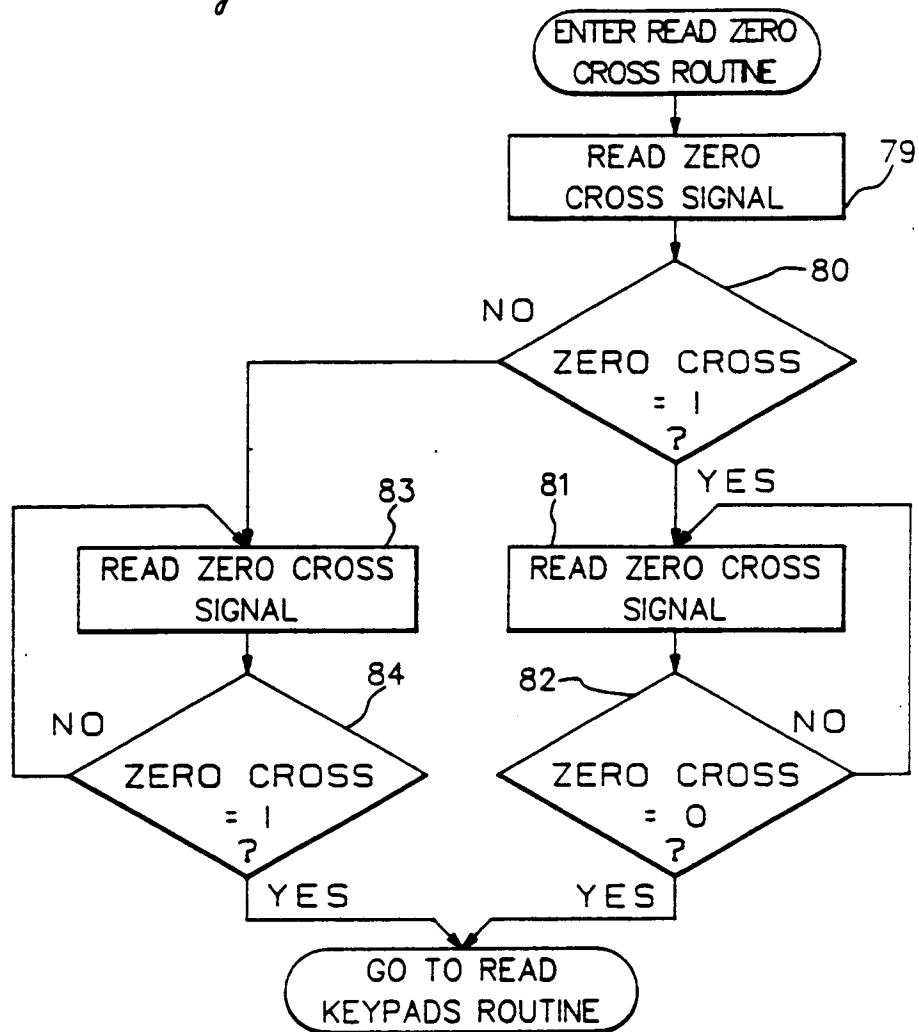 ENTER READ ZERO
CROSS ROUTINE
READ ZERO
CROSS SIGNAL
79
80
NO
ZERO CROSS
= 1
?
YES
83
READ ZERO CROSS
SIGNAL
81
READ ZERO CROSS
SIGNAL
84
NO
ZERO CROSS
= 1
?
YES
82
NO
ZERO CROSS
= 0
?
YES
GO TO READ
KEYPADS ROUTINE